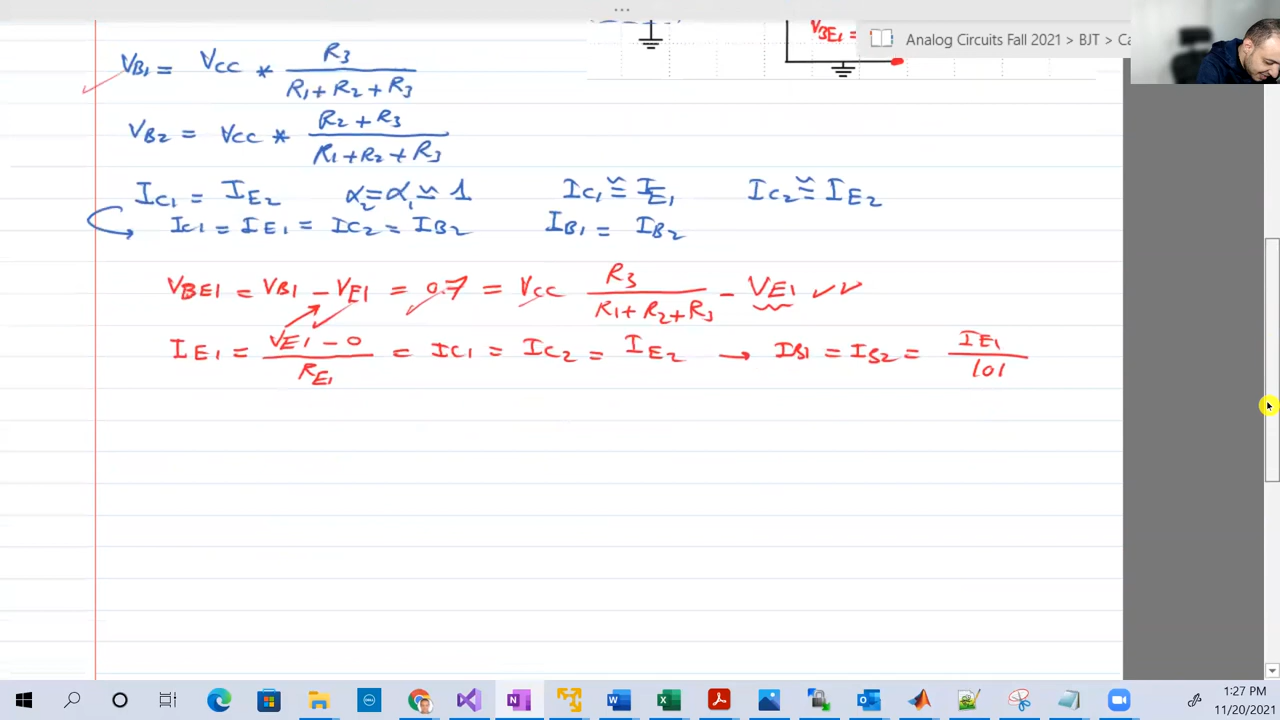 VBE1 =
Analog Circuits Fall 2021 > BJT > Ca
VB1 = VCC * R3 / (R1 + R2 + R3)
VB2 = VCC * (R2 + R3) / (R1 + R2 + R3)
IC1 = IE2 α2 = α1 ≃ 1 IC1 ≅ IE1 IC2 ≅ IE2
IC1 = IE1 = IC2 = IB2 IB1 = IB2
VBE1 = VB1 - VE1 = 0.7 = VCC R3 / (R1 + R2 + R3) - VE1 ✓✓
IE1 = (VE1 - 0) / RE1 = IC1 = IC2 = IE2 → IB1 = IB2 = IE1 / 101
1:27 PM
11/20/2021